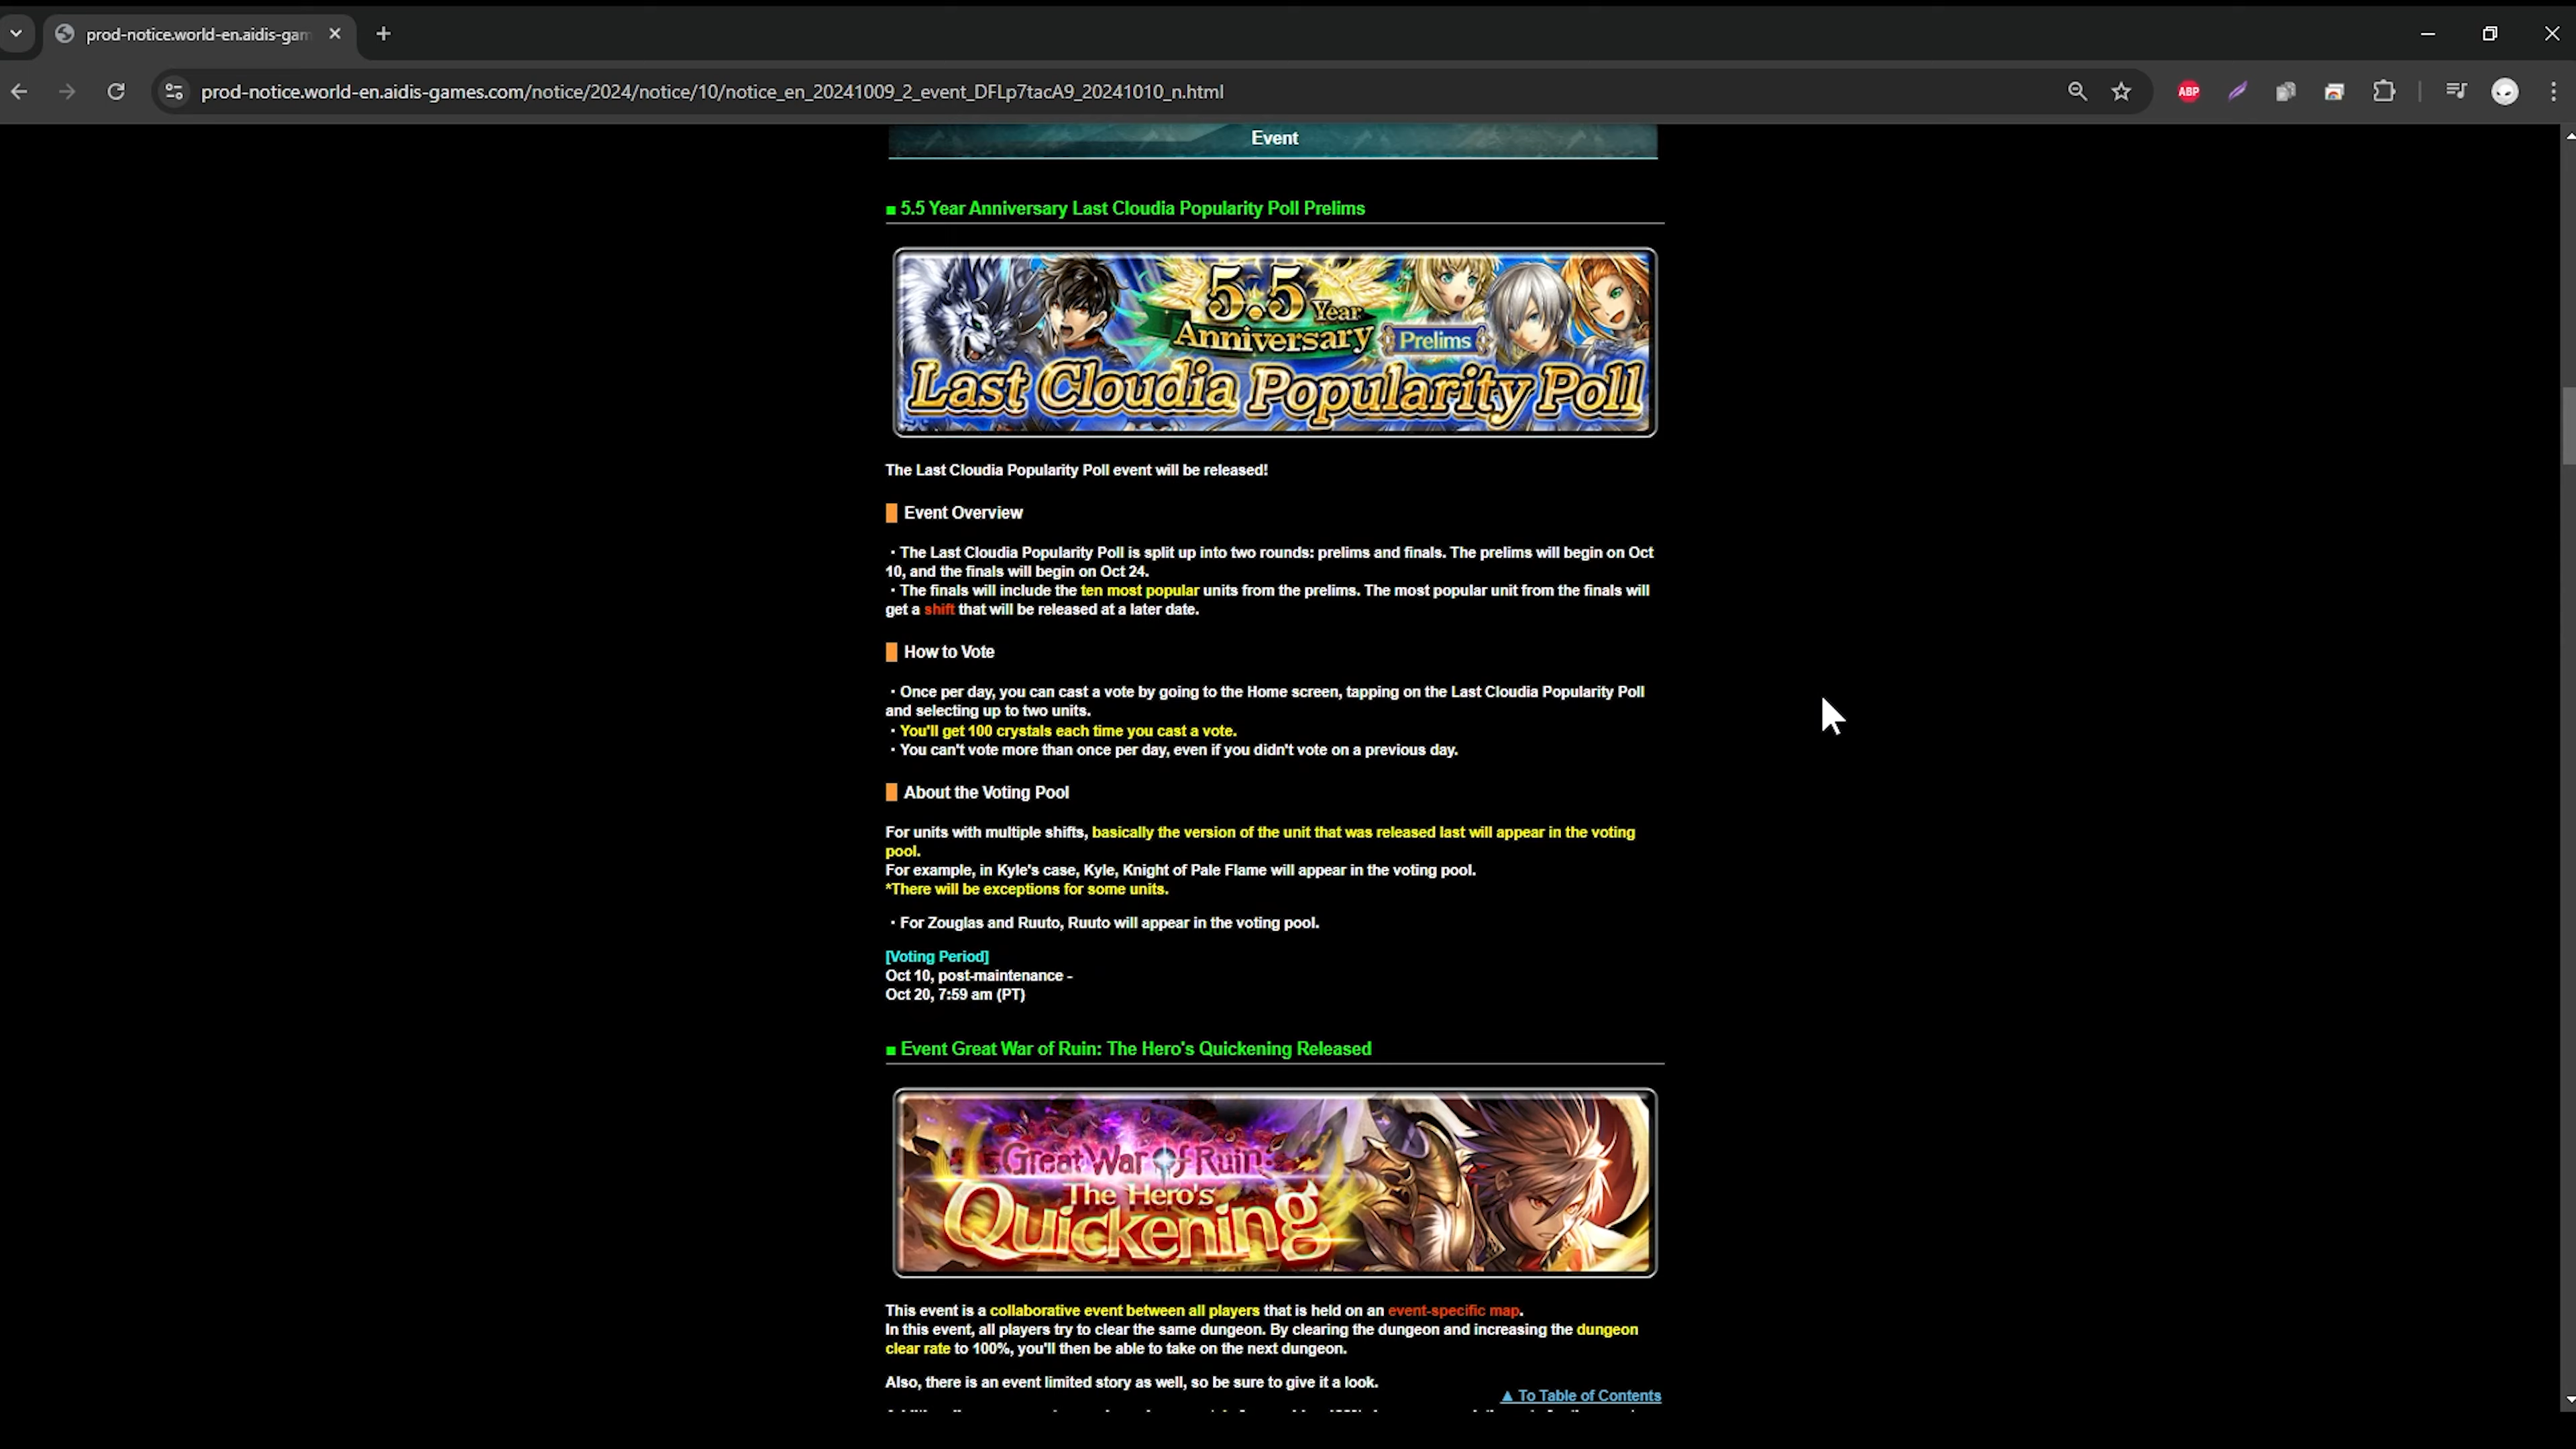 prod-notice.world-en.aidis-gam
prod-notice.world-en.aidis-games.com/notice/2024/notice/10/notice_en_20241009_2_event_DFLp7tacA9_20241010_n.html
ABP
Event
■ 5.5 Year Anniversary Last Cloudia Popularity Poll Prelims
5.5 Year
Anniversary
Prelims
Last Cloudia Popularity Poll
The Last Cloudia Popularity Poll event will be released!
Event Overview
・The Last Cloudia Popularity Poll is split up into two rounds: prelims and finals. The prelims will begin on Oct
10, and the finals will begin on Oct 24.
・The finals will include the ten most popular units from the prelims. The most popular unit from the finals will
get a shift that will be released at a later date.
How to Vote
・Once per day, you can cast a vote by going to the Home screen, tapping on the Last Cloudia Popularity Poll
and selecting up to two units.
・You'll get 100 crystals each time you cast a vote.
・You can't vote more than once per day, even if you didn't vote on a previous day.
About the Voting Pool
For units with multiple shifts, basically the version of the unit that was released last will appear in the voting
pool.
For example, in Kyle's case, Kyle, Knight of Pale Flame will appear in the voting pool.
*There will be exceptions for some units.
・For Zouglas and Ruuto, Ruuto will appear in the voting pool.
[Voting Period]
Oct 10, post-maintenance -
Oct 20, 7:59 am (PT)
■ Event Great War of Ruin: The Hero's Quickening Released
Great War of Ruin:
The Hero's
Quickening
This event is a collaborative event between all players that is held on an event-specific map.
In this event, all players try to clear the same dungeon. By clearing the dungeon and increasing the dungeon
clear rate to 100%, you'll then be able to take on the next dungeon.
Also, there is an event limited story as well, so be sure to give it a look.
▲ To Table of Contents